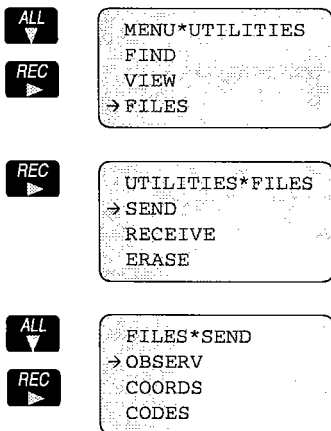 ALL
REC
MENU*UTILITIES
FIND
VIEW
→FILES
REC
UTILITIES*FILES
→SEND
RECEIVE
ERASE
ALL
REC
FILES*SEND
→OBSERV
COORDS
CODES